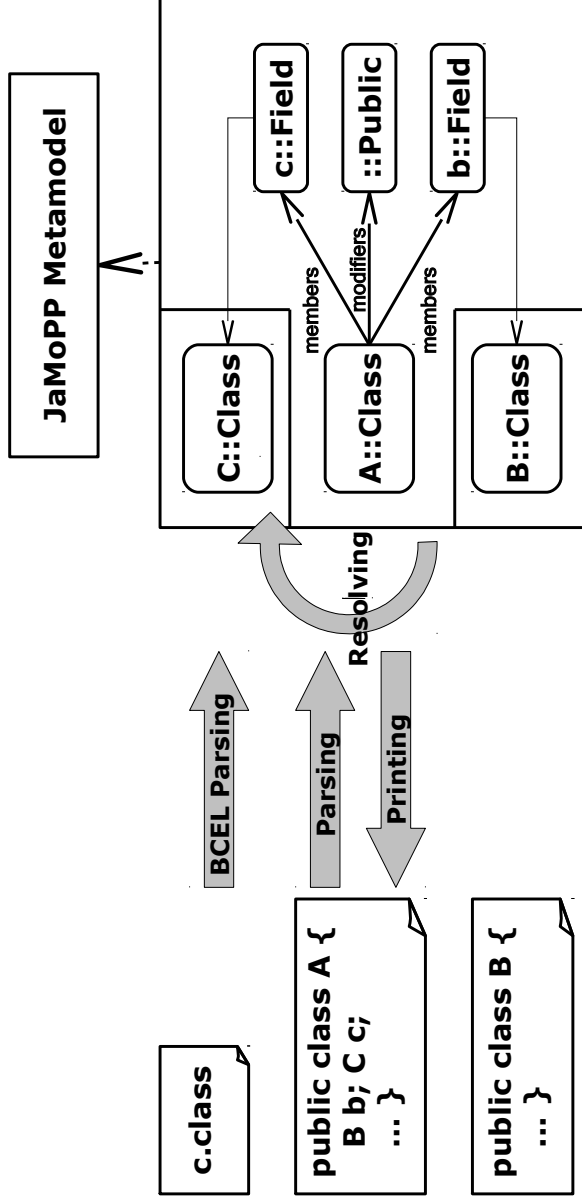 JaMoPP Metamodel
c.class
BCEL Parsing
C::Class
c::Field
public class A {
B b; C c;
... }
Parsing
Printing
Resolving
A::Class
members
modifiers
members
::Public
b::Field
public class B {
... }
B::Class